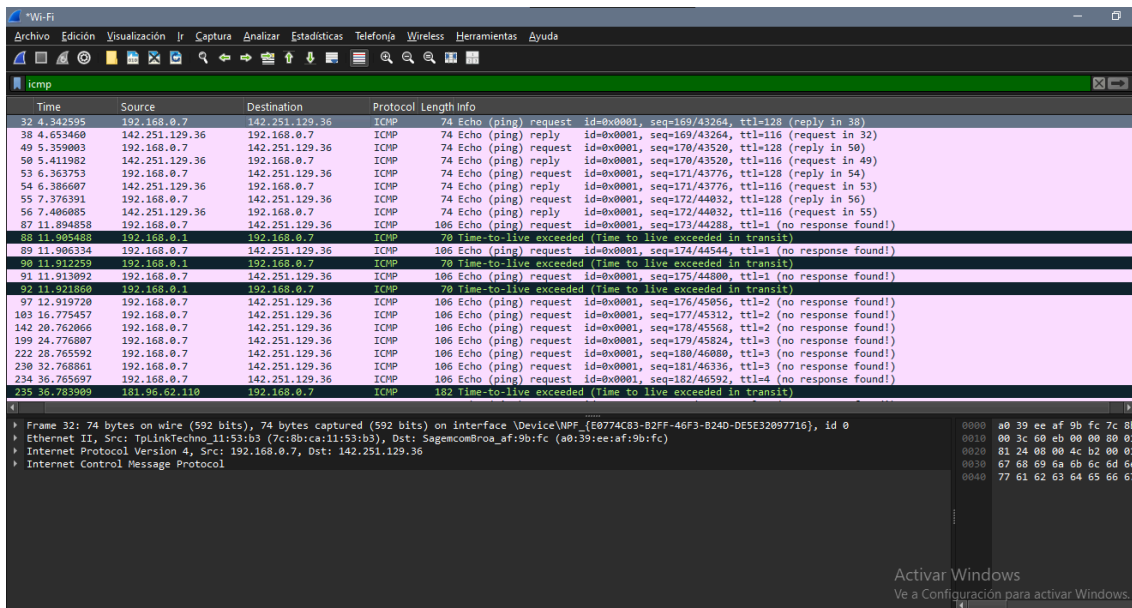 *Wi-Fi
Archivo Edición Visualización Ir Captura Analizar Estadísticas Telefonía Wireless Herramientas Ayuda
icmp
Time Source Destination Protocol Length Info
32 4.342595 192.168.0.7 142.251.129.36 ICMP 74 Echo (ping) request id=0x0001, seq=169/43264, ttl=128 (reply in 38)
38 4.653460 142.251.129.36 192.168.0.7 ICMP 74 Echo (ping) reply id=0x0001, seq=169/43264, ttl=116 (request in 32)
49 5.359003 192.168.0.7 142.251.129.36 ICMP 74 Echo (ping) request id=0x0001, seq=170/43520, ttl=128 (reply in 50)
50 5.411982 142.251.129.36 192.168.0.7 ICMP 74 Echo (ping) reply id=0x0001, seq=170/43520, ttl=116 (request in 49)
53 6.363753 192.168.0.7 142.251.129.36 ICMP 74 Echo (ping) request id=0x0001, seq=171/43776, ttl=128 (reply in 54)
54 6.386607 142.251.129.36 192.168.0.7 ICMP 74 Echo (ping) reply id=0x0001, seq=171/43776, ttl=116 (request in 53)
55 7.376391 192.168.0.7 142.251.129.36 ICMP 74 Echo (ping) request id=0x0001, seq=172/44032, ttl=128 (reply in 56)
56 7.406085 142.251.129.36 192.168.0.7 ICMP 74 Echo (ping) reply id=0x0001, seq=172/44032, ttl=116 (request in 55)
87 11.894858 192.168.0.7 142.251.129.36 ICMP 106 Echo (ping) request id=0x0001, seq=173/44288, ttl=1 (no response found!)
88 11.905488 192.168.0.1 192.168.0.7 ICMP 70 Time-to-live exceeded (Time to live exceeded in transit)
89 11.906334 192.168.0.7 142.251.129.36 ICMP 106 Echo (ping) request id=0x0001, seq=174/44544, ttl=1 (no response found!)
90 11.912259 192.168.0.1 192.168.0.7 ICMP 70 Time-to-live exceeded (Time to live exceeded in transit)
91 11.913092 192.168.0.7 142.251.129.36 ICMP 106 Echo (ping) request id=0x0001, seq=175/44800, ttl=1 (no response found!)
92 11.921860 192.168.0.1 192.168.0.7 ICMP 70 Time-to-live exceeded (Time to live exceeded in transit)
97 12.919720 192.168.0.7 142.251.129.36 ICMP 106 Echo (ping) request id=0x0001, seq=176/45056, ttl=2 (no response found!)
103 16.775457 192.168.0.7 142.251.129.36 ICMP 106 Echo (ping) request id=0x0001, seq=177/45312, ttl=2 (no response found!)
142 20.762066 192.168.0.7 142.251.129.36 ICMP 106 Echo (ping) request id=0x0001, seq=178/45568, ttl=2 (no response found!)
199 24.776807 192.168.0.7 142.251.129.36 ICMP 106 Echo (ping) request id=0x0001, seq=179/45824, ttl=3 (no response found!)
222 28.765592 192.168.0.7 142.251.129.36 ICMP 106 Echo (ping) request id=0x0001, seq=180/46080, ttl=3 (no response found!)
230 32.768861 192.168.0.7 142.251.129.36 ICMP 106 Echo (ping) request id=0x0001, seq=181/46336, ttl=3 (no response found!)
234 36.765697 192.168.0.7 142.251.129.36 ICMP 106 Echo (ping) request id=0x0001, seq=182/46592, ttl=4 (no response found!)
235 36.783909 181.96.62.110 192.168.0.7 ICMP 182 Time-to-live exceeded (Time to live exceeded in transit)
Frame 32: 74 bytes on wire (592 bits), 74 bytes captured (592 bits) on interface \Device\NPF_{E0774C83-B2FF-46F3-B24D-DE5E32097716}, id 0
Ethernet II, Src: TpLinkTechno_11:53:b3 (7c:8b:ca:11:53:b3), Dst: SagemcomBroa_af:9b:fc (a0:39:ee:af:9b:fc)
Internet Protocol Version 4, Src: 192.168.0.7, Dst: 142.251.129.36
Internet Control Message Protocol
0000 a0 39 ee af 9b fc 7c
0010 00 3c 60 eb 00 00 80
0020 81 24 08 00 4c b2 00
0030 67 68 69 6a 6b 6c 6d
0040 77 61 62 63 64 65 66
Activar Windows
Ve a Configuración para activar Windows.